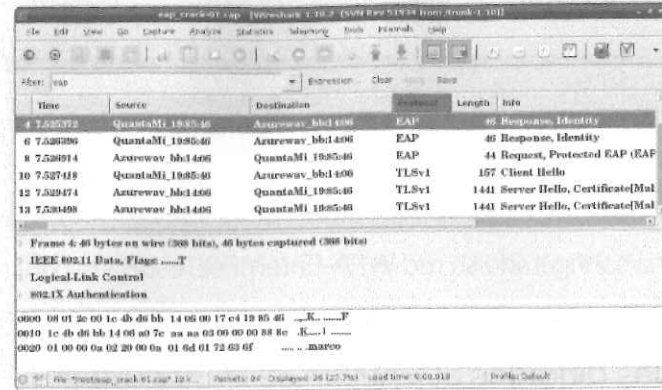 eap_crack-01.cap [Wireshark 1.10.2 (SVN Rev 51934 from /trunk-1.10)]
File Edit View Go Capture Analyze Statistics Telephony Tools Internals Help
Filter: eap Expression... Clear Apply Save
Time Source Destination Protocol Length Info
4 7.525372 QuantaMi_19:85:46 Azurewav_bb:14:06 EAP 46 Response, Identity
6 7.526396 QuantaMi_19:85:46 Azurewav_bb:14:06 EAP 46 Response, Identity
8 7.526914 Azurewav_bb:14:06 QuantaMi_19:85:46 EAP 44 Request, Protected EAP (EAP
10 7.527418 QuantaMi_19:85:46 Azurewav_bb:14:06 TLSv1 157 Client Hello
12 7.529474 Azurewav_bb:14:06 QuantaMi_19:85:46 TLSv1 1441 Server Hello, Certificate[Mal
13 7.530498 Azurewav_bb:14:06 QuantaMi_19:85:46 TLSv1 1441 Server Hello, Certificate[Mal
Frame 4: 46 bytes on wire (368 bits), 46 bytes captured (368 bits)
IEEE 802.11 Data, Flags: .......T
Logical-Link Control
802.1X Authentication
0000 08 01 2c 00 1c 4b d6 bb 14 06 00 17 c4 19 85 46 ..,..K.. .......F
0010 1c 4b d6 bb 14 06 a0 7c aa aa 03 00 00 00 88 8e .K.....| ........
0020 01 00 00 0a 02 20 00 0a 01 6d 61 72 63 6f ..... .. .marco
File: "/root/eap_crack-01.cap" 10 k... Packets: 94 · Displayed: 26 (27.7%) · Load time: 0:00.018 Profile: Default